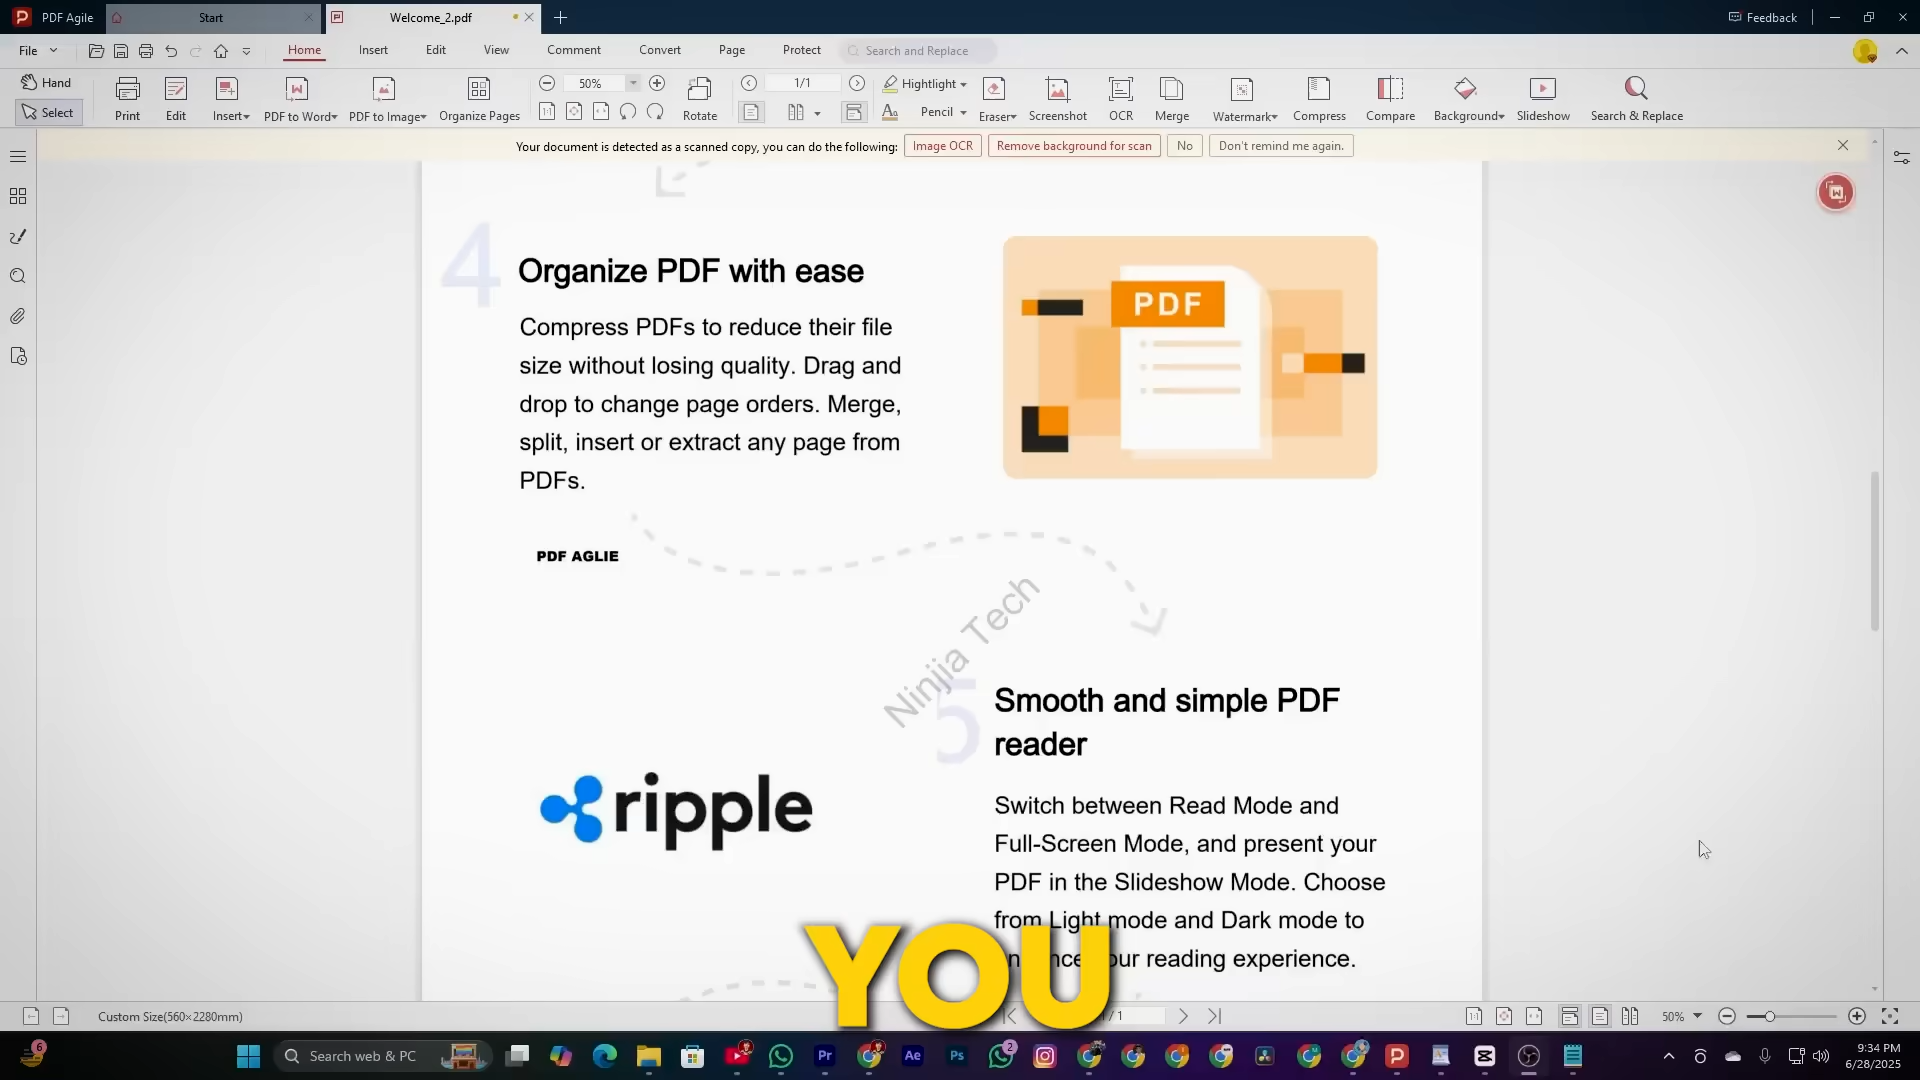 PDF Agile
Start
Welcome_2.pdf
Feedback
File
Home
Insert
Edit
View
Comment
Convert
Page
Protect
Search and Replace
Hand
Select
Print
Edit
Insert
PDF to Word
PDF to Image
Organize Pages
50%
Rotate
1/1
Hightlight
Pencil
Eraser
Screenshot
OCR
Merge
Watermark
Compress
Compare
Background
Slideshow
Search & Replace
Your document is detected as a scanned copy, you can do the following:
Image OCR
Remove background for scan
No
Don't remind me again.
4
Organize PDF with ease
Compress PDFs to reduce their file
size without losing quality. Drag and
drop to change page orders. Merge,
split, insert or extract any page from
PDFs.
PDF
PDF AGLIE
Ninjia Tech
5
Smooth and simple PDF
reader
ripple
Switch between Read Mode and
Full-Screen Mode, and present your
PDF in the Slideshow Mode. Choose
from Light mode and Dark mode to
reading experience.
YOU
Custom Size(560×2280mm)
/ 1
50%
6
Search web & PC
Pr
Ae
Ps
2
9:34 PM
6/28/2025